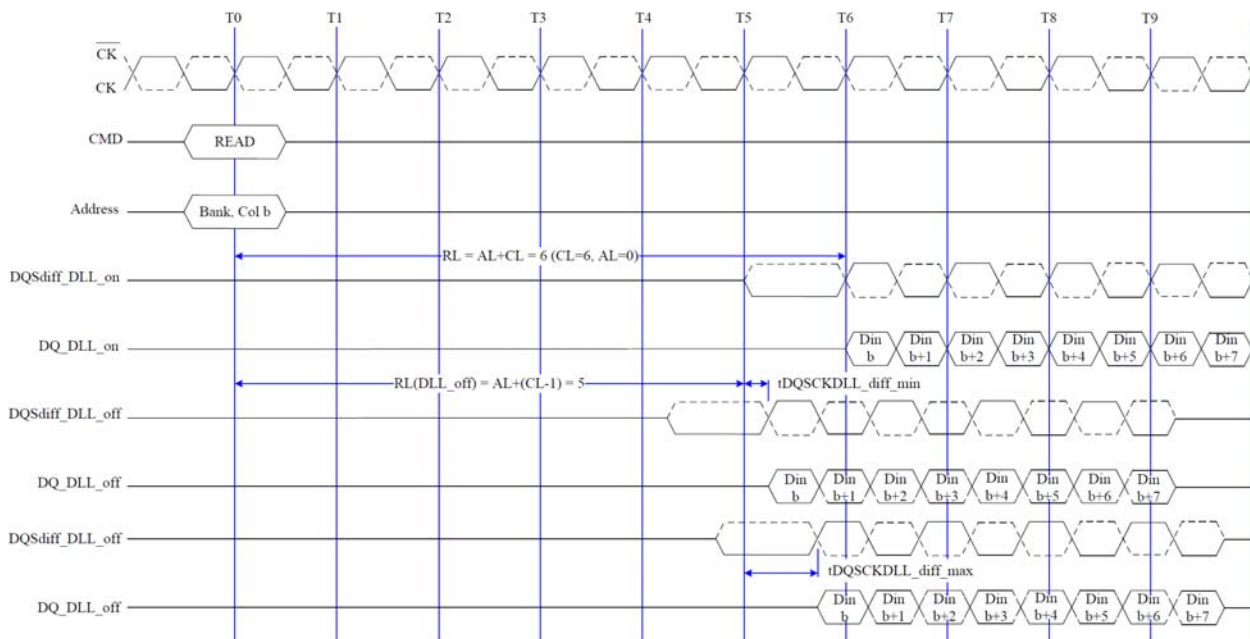 T0 T1 T2 T3 T4 T5 T6 T7 T8 T9
CK
CK
CMD READ
Address Bank, Col b
RL = AL+CL = 6 (CL=6, AL=0)
DQSdiff_DLL_on
DQ_DLL_on Din b Din b+1 Din b+2 Din b+3 Din b+4 Din b+5 Din b+6 Din b+7
RL(DLL_off) = AL+(CL-1) = 5 tDQSCKDLL_diff_min
DQSdiff_DLL_off
DQ_DLL_off Din b Din b+1 Din b+2 Din b+3 Din b+4 Din b+5 Din b+6 Din b+7
DQSdiff_DLL_off
tDQSCKDLL_diff_max
DQ_DLL_off Din b Din b+1 Din b+2 Din b+3 Din b+4 Din b+5 Din b+6 Din b+7